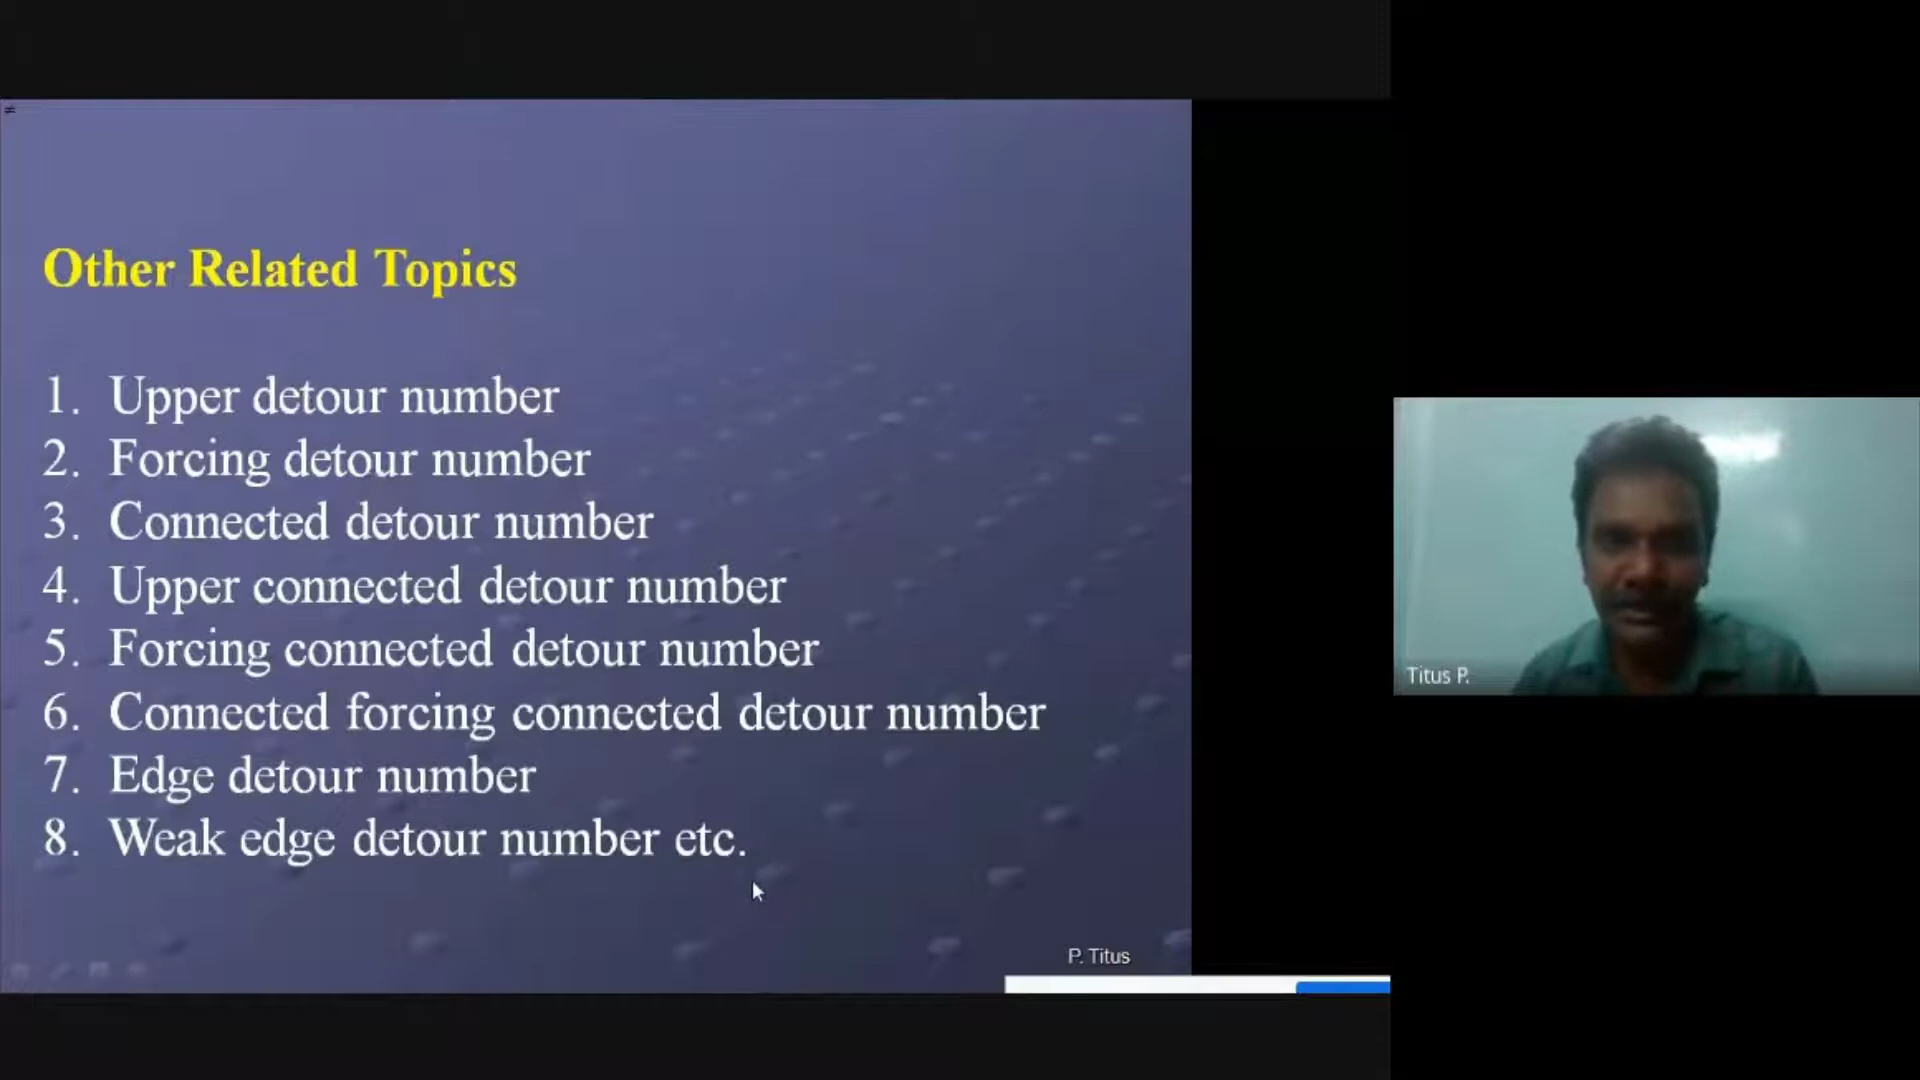 ≠
Other Related Topics
1. Upper detour number
2. Forcing detour number
3. Connected detour number
4. Upper connected detour number
5. Forcing connected detour number
6. Connected forcing connected detour number
7. Edge detour number
8. Weak edge detour number etc.
P. Titus
Titus P.